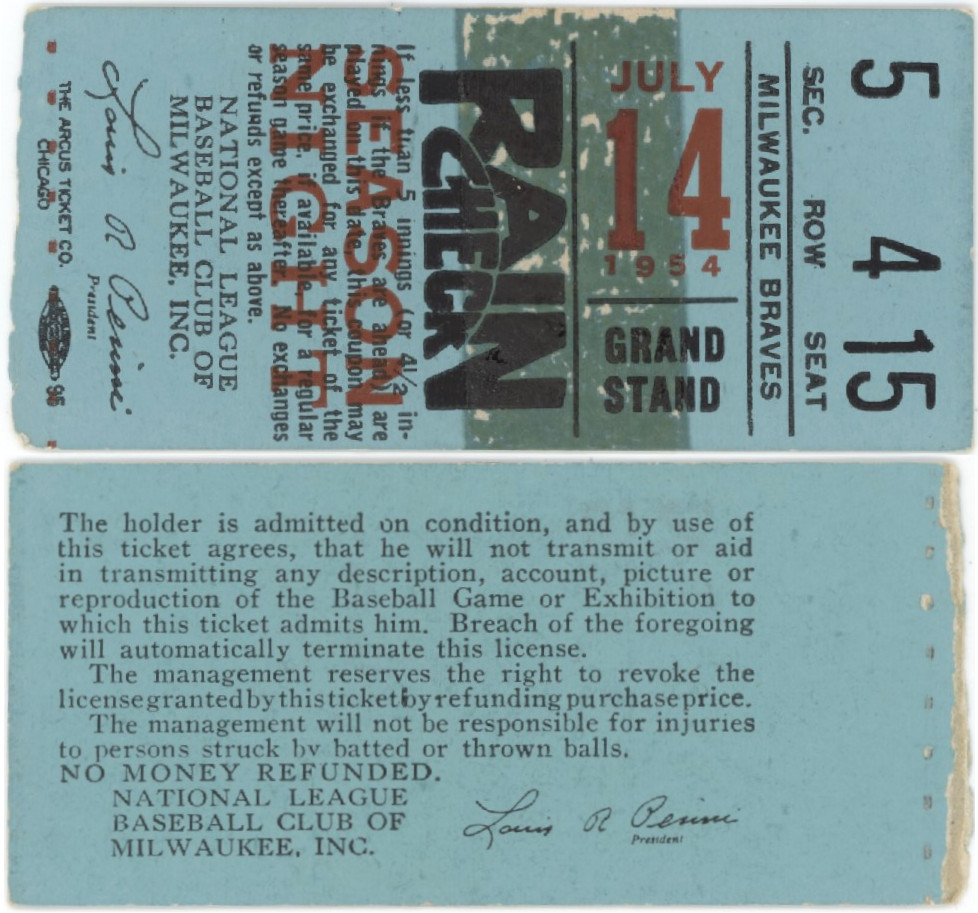 5 4 15
SEC. ROW SEAT
MILWAUKEE BRAVES
JULY
14
1954
GRAND
STAND
RAIN
CHECK
SEASON
NIGHT
If less than 5 innings (or 4½ in-
nings if the Braves are ahead) are
played on this date, this coupon may
be exchanged for any ticket of the
same price, if available, for a regular
season game thereafter. No exchanges
or refunds except as above.
NATIONAL LEAGUE
BASEBALL CLUB OF
MILWAUKEE, INC.
Louis R Perini
President
THE ARCUS TICKET CO.
CHICAGO
95
The holder is admitted on condition, and by use of
this ticket agrees, that he will not transmit or aid
in transmitting any description, account, picture or
reproduction of the Baseball Game or Exhibition to
which this ticket admits him. Breach of the foregoing
will automatically terminate this license.
The management reserves the right to revoke the
license granted by this ticket by refunding purchase price.
The management will not be responsible for injuries
to persons struck by batted or thrown balls.
NO MONEY REFUNDED.
NATIONAL LEAGUE
BASEBALL CLUB OF
MILWAUKEE, INC.
Louis R Perini
President